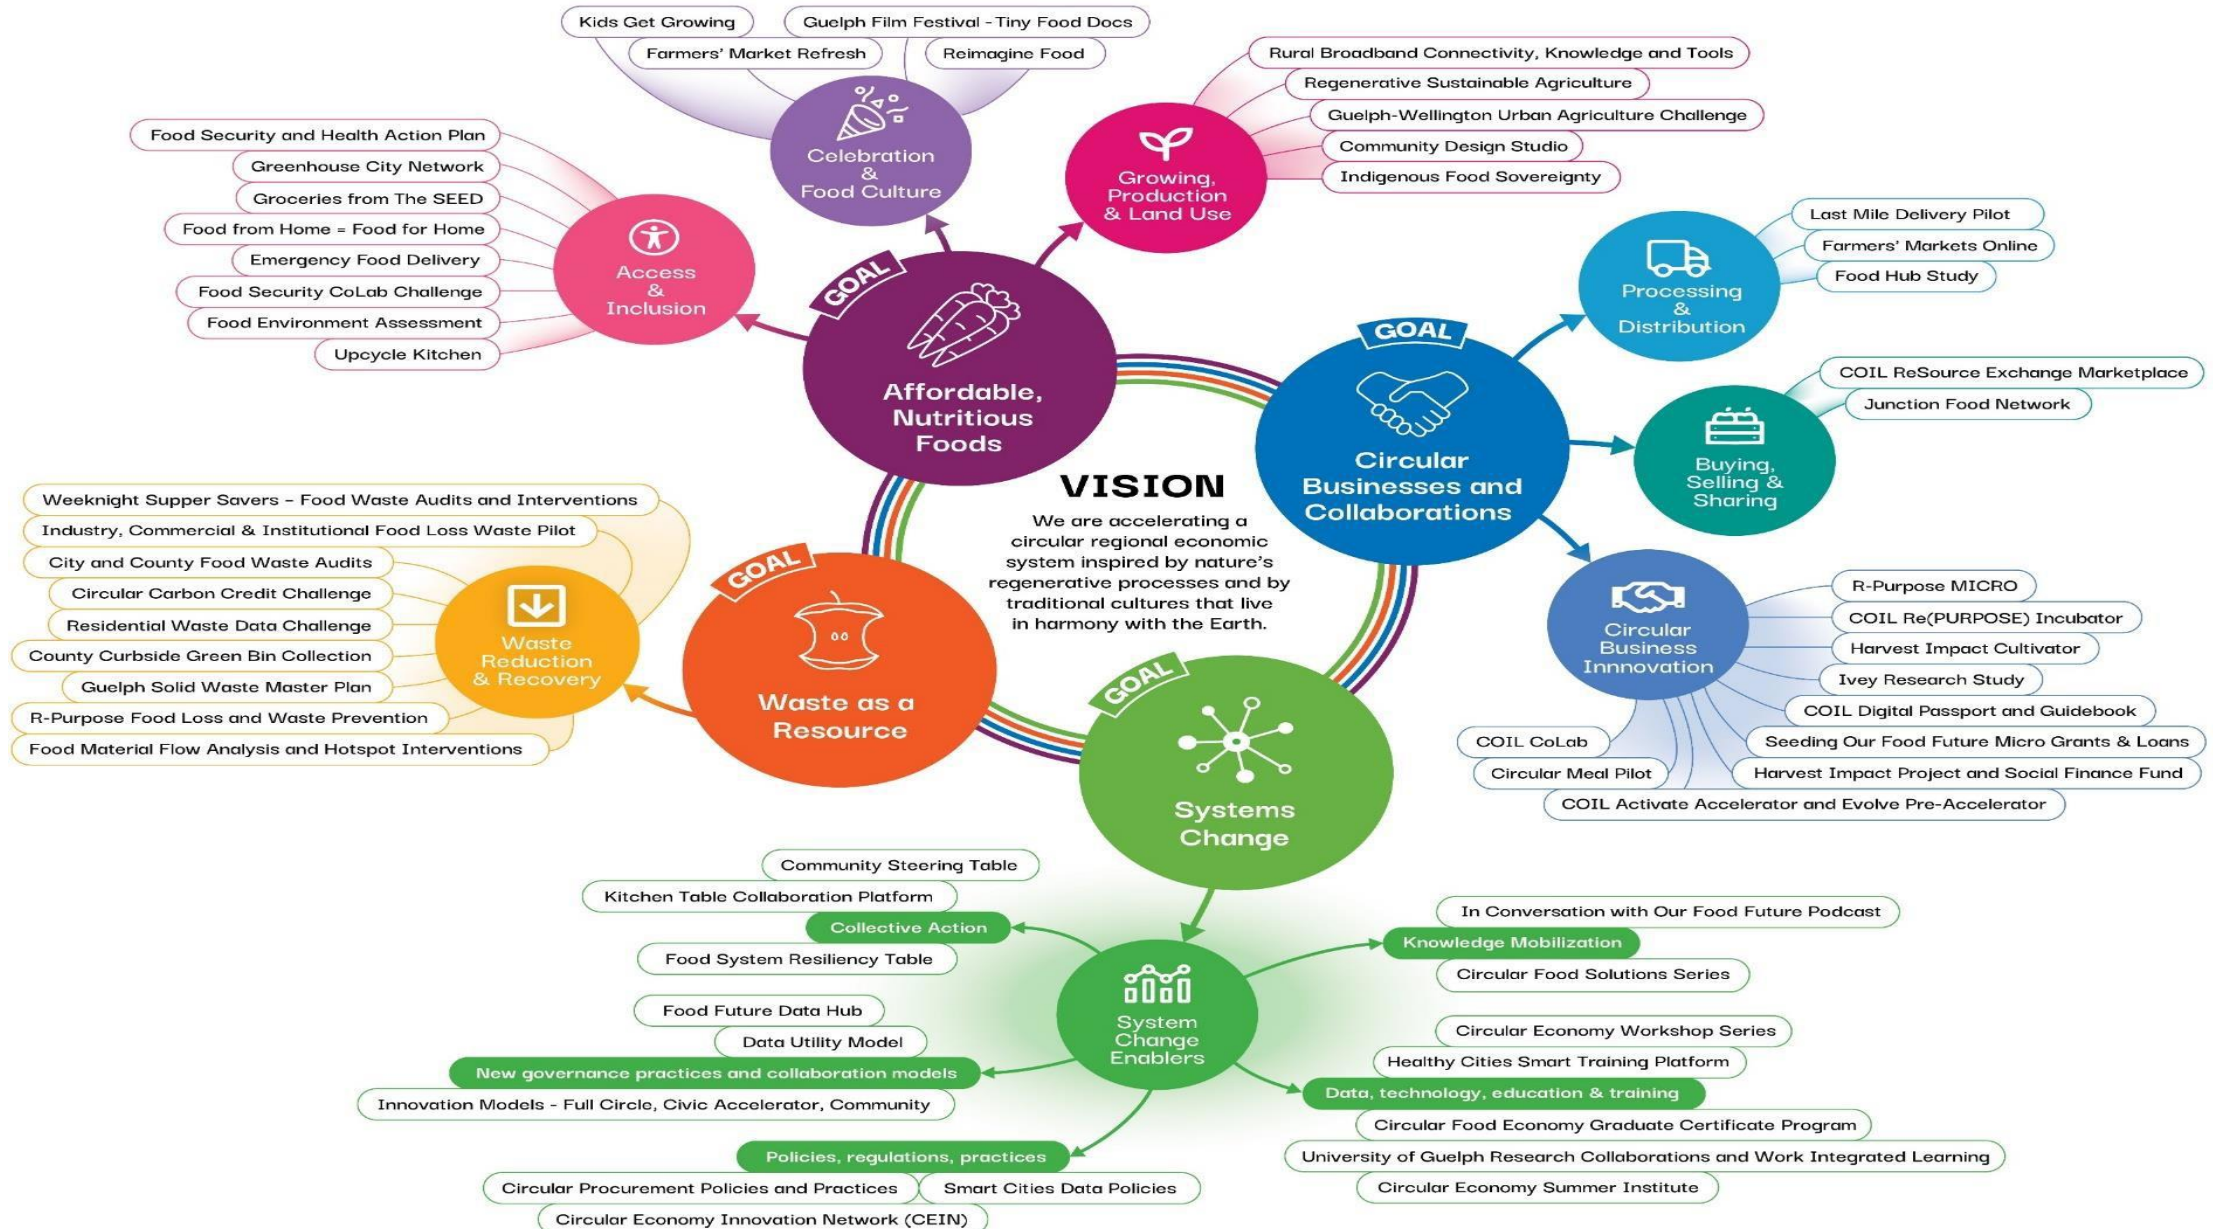 Kids Get Growing
Guelph Film Festival - Tiny Food Docs
Farmers' Market Refresh
Reimagine Food
Celebration
&
Food Culture
Rural Broadband Connectivity, Knowledge and Tools
Regenerative Sustainable Agriculture
Guelph-Wellington Urban Agriculture Challenge
Community Design Studio
Indigenous Food Sovereignty
Growing,
Production
& Land Use
Food Security and Health Action Plan
Greenhouse City Network
Groceries from The SEED
Food from Home = Food for Home
Emergency Food Delivery
Food Security CoLab Challenge
Food Environment Assessment
Upcycle Kitchen
Access
&
Inclusion
GOAL
Affordable,
Nutritious
Foods
GOAL
Circular
Businesses and
Collaborations
Last Mile Delivery Pilot
Farmers' Markets Online
Food Hub Study
Processing
&
Distribution
COIL ReSource Exchange Marketplace
Junction Food Network
Buying,
Selling &
Sharing
VISION
We are accelerating a
circular regional economic
system inspired by nature's
regenerative processes and by
traditional cultures that live
in harmony with the Earth.
Weeknight Supper Savers – Food Waste Audits and Interventions
Industry, Commercial & Institutional Food Loss Waste Pilot
City and County Food Waste Audits
Circular Carbon Credit Challenge
Residential Waste Data Challenge
County Curbside Green Bin Collection
Guelph Solid Waste Master Plan
R-Purpose Food Loss and Waste Prevention
Food Material Flow Analysis and Hotspot Interventions
Waste
Reduction
& Recovery
GOAL
Waste as a
Resource
GOAL
Systems
Change
Circular
Business
Innnovation
R-Purpose MICRO
COIL Re(PURPOSE) Incubator
Harvest Impact Cultivator
Ivey Research Study
COIL Digital Passport and Guidebook
COIL CoLab
Seeding Our Food Future Micro Grants & Loans
Circular Meal Pilot
Harvest Impact Project and Social Finance Fund
COIL Activate Accelerator and Evolve Pre-Accelerator
Community Steering Table
Kitchen Table Collaboration Platform
Collective Action
Food System Resiliency Table
Food Future Data Hub
Data Utility Model
New governance practices and collaboration models
Innovation Models - Full Circle, Civic Accelerator, Community
System
Change
Enablers
In Conversation with Our Food Future Podcast
Knowledge Mobilization
Circular Food Solutions Series
Circular Economy Workshop Series
Healthy Cities Smart Training Platform
Data, technology, education & training
Circular Food Economy Graduate Certificate Program
University of Guelph Research Collaborations and Work Integrated Learning
Circular Economy Summer Institute
Policies, regulations, practices
Circular Procurement Policies and Practices
Smart Cities Data Policies
Circular Economy Innovation Network (CEIN)